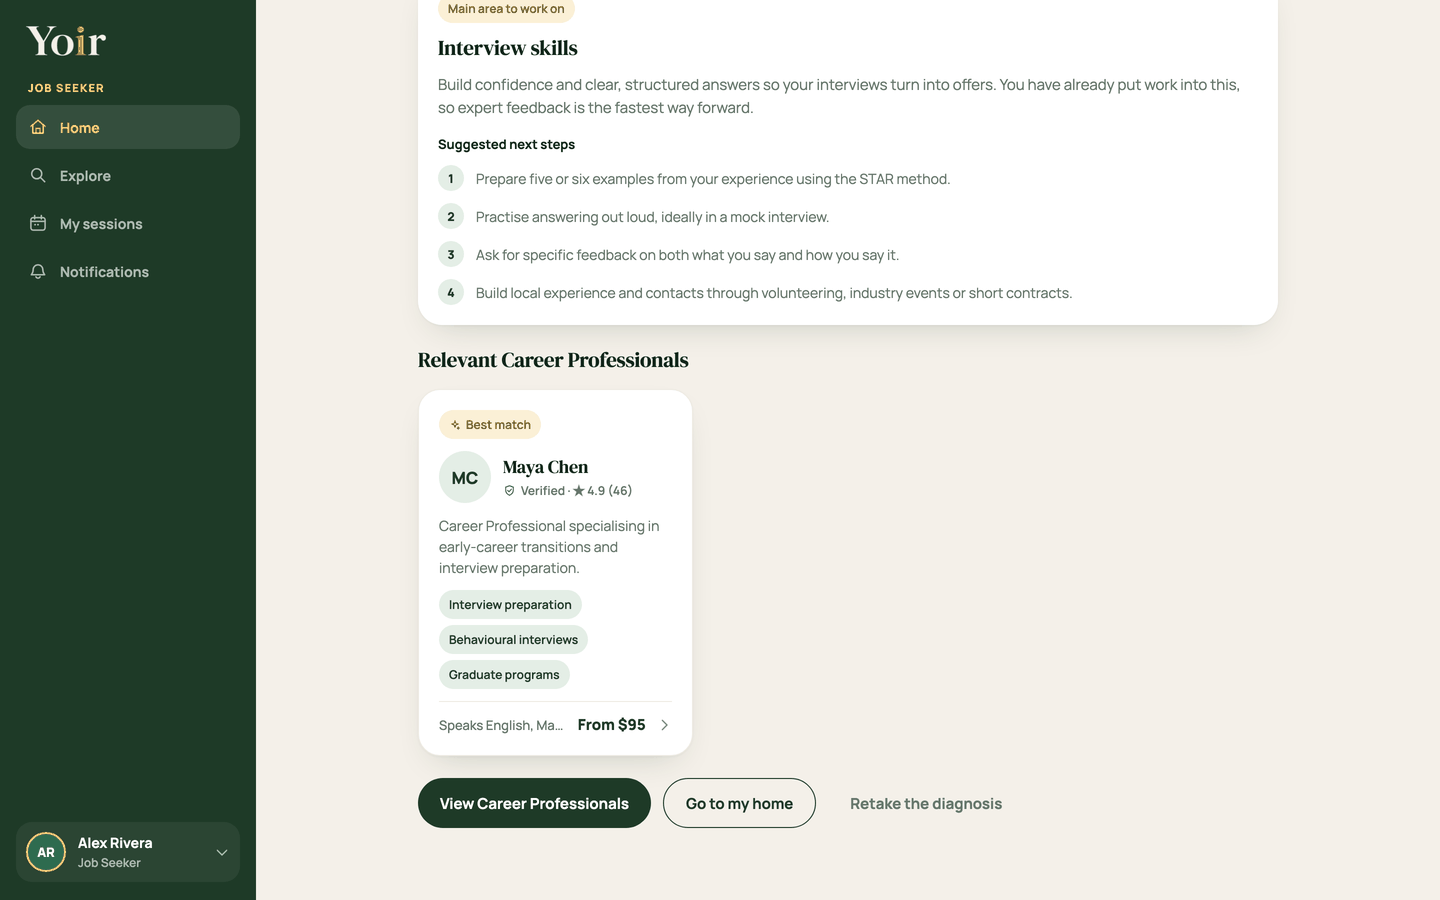 Yoir
JOB SEEKER
Home
Explore
My sessions
Notifications
AR
Alex Rivera
Job Seeker
Main area to work on
Interview skills
Build confidence and clear, structured answers so your interviews turn into offers. You have already put work into this,
so expert feedback is the fastest way forward.
Suggested next steps
1 Prepare five or six examples from your experience using the STAR method.
2 Practise answering out loud, ideally in a mock interview.
3 Ask for specific feedback on both what you say and how you say it.
4 Build local experience and contacts through volunteering, industry events or short contracts.
Relevant Career Professionals
Best match
MC
Maya Chen
Verified · ★ 4.9 (46)
Career Professional specialising in
early-career transitions and
interview preparation.
Interview preparation
Behavioural interviews
Graduate programs
Speaks English, Ma... From $95
View Career Professionals
Go to my home
Retake the diagnosis